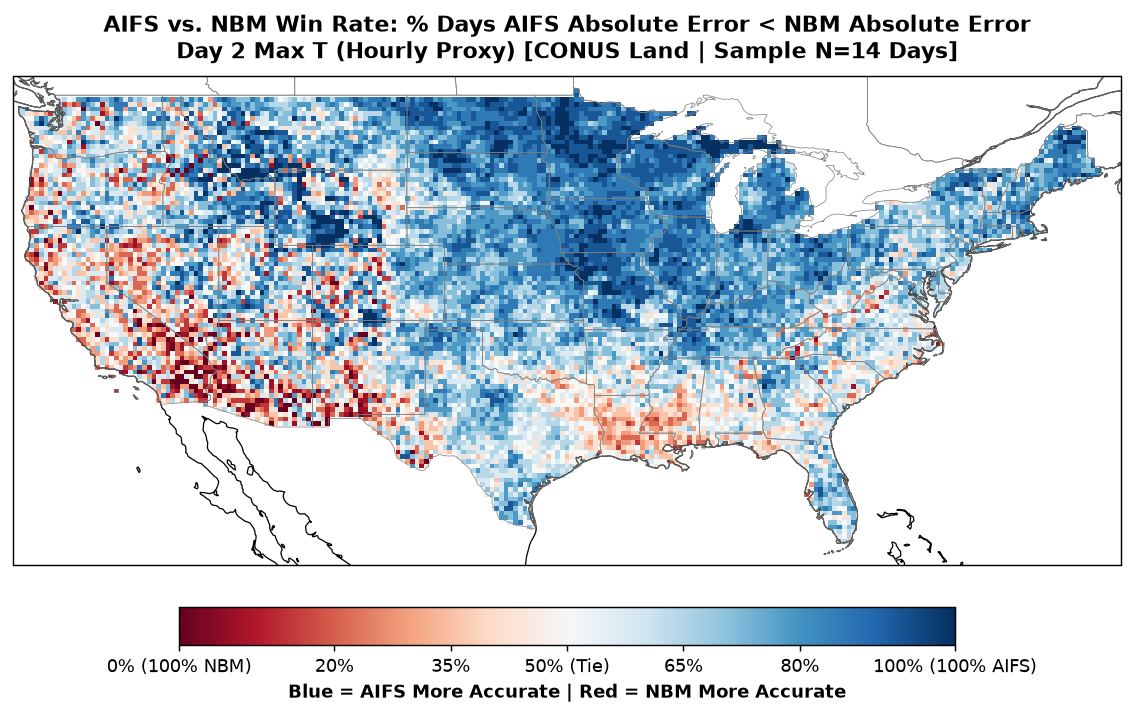 AIFS vs. NBM Win Rate: % Days AIFS Absolute Error < NBM Absolute Error
Day 2 Max T (Hourly Proxy) [CONUS Land | Sample N=14 Days]
0% (100% NBM) 20% 35% 50% (Tie) 65% 80% 100% (100% AIFS)
Blue = AIFS More Accurate | Red = NBM More Accurate